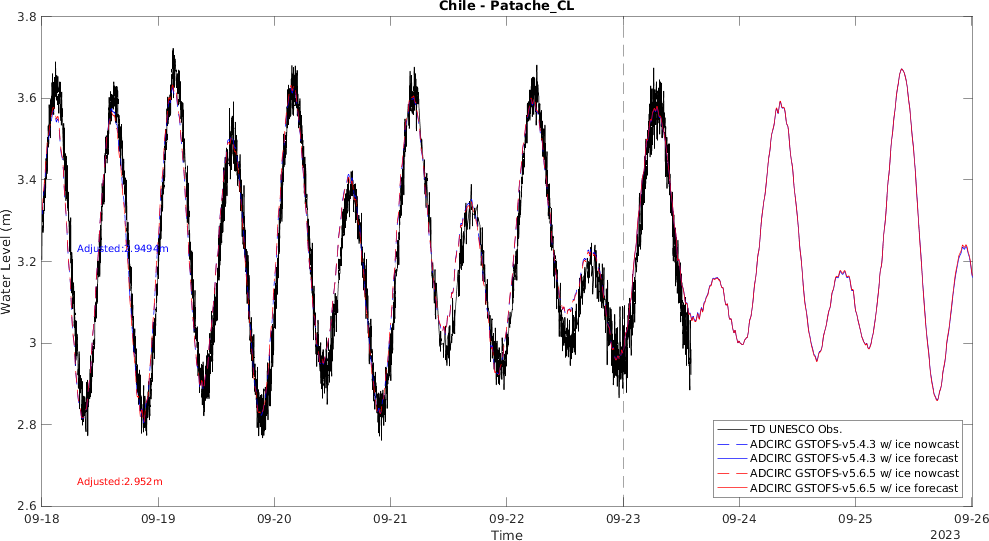 Chile - Patache_CL
3.8
3.6
3.4
3.2
3
2.8
2.6
Water Level (m)
Adjusted:2.9494m
Adjusted:2.952m
TD UNESCO Obs.
ADCIRC GSTOFS-v5.4.3 w/ ice nowcast
ADCIRC GSTOFS-v5.4.3 w/ ice forecast
ADCIRC GSTOFS-v5.6.5 w/ ice nowcast
ADCIRC GSTOFS-v5.6.5 w/ ice forecast
09-18 09-19 09-20 09-21 09-22 09-23 09-24 09-25 09-26
Time
2023